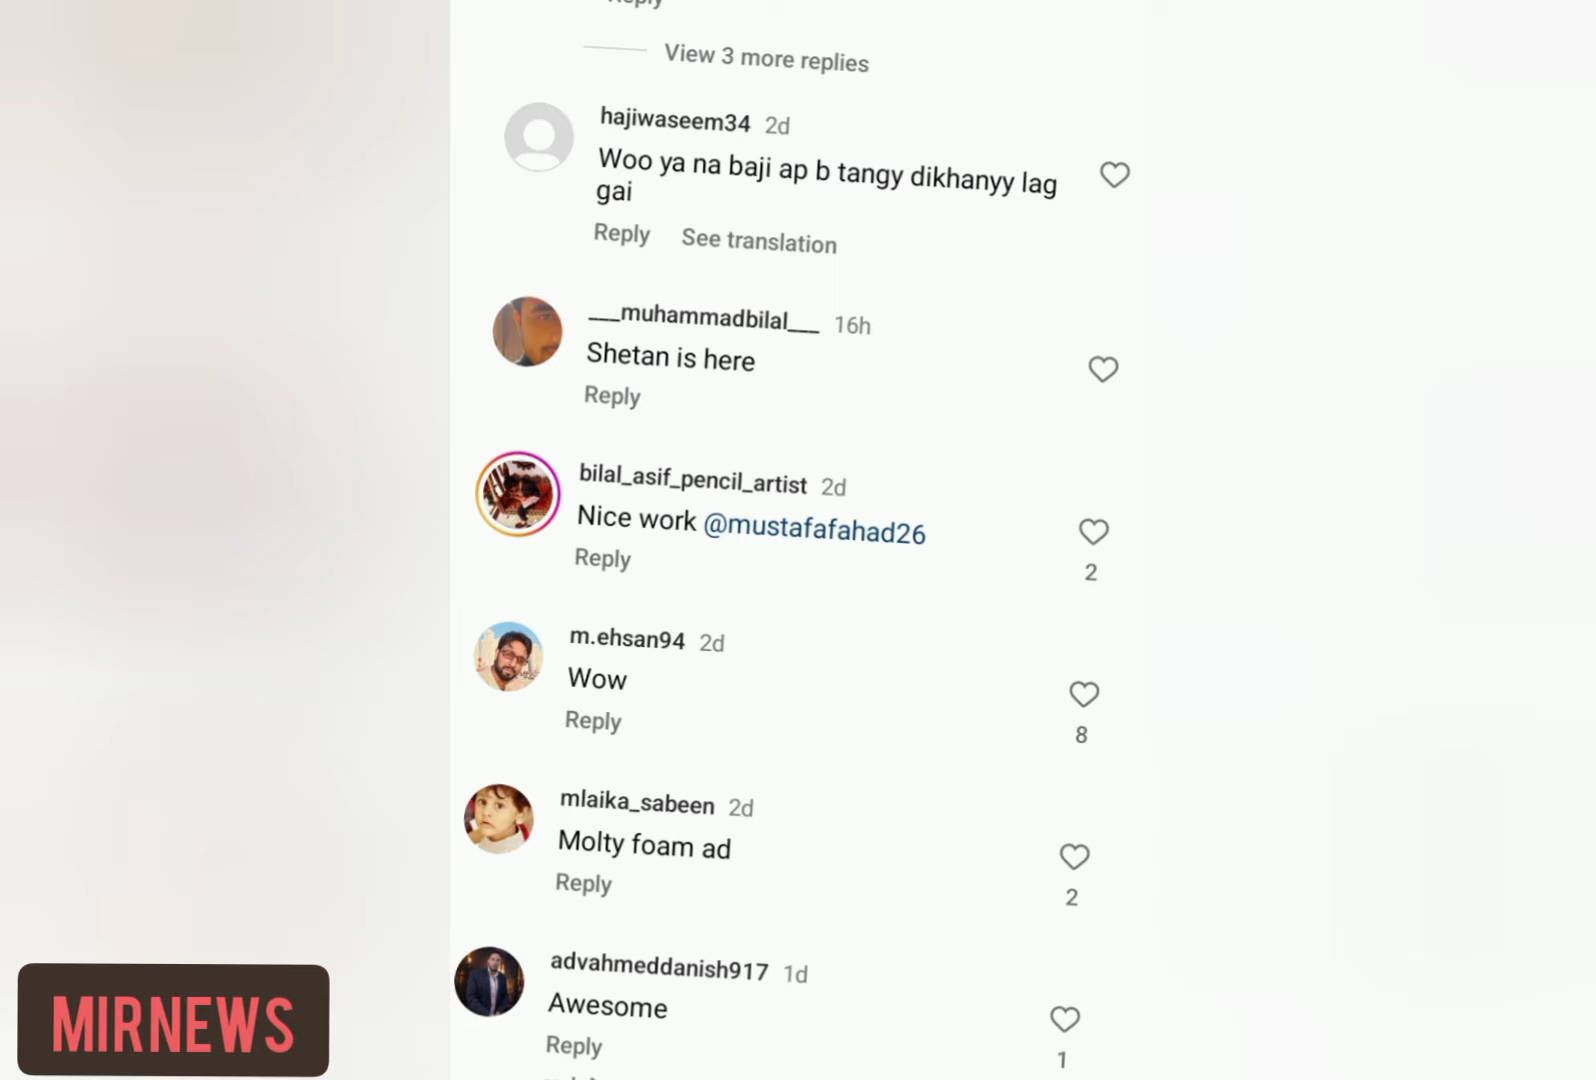 View 3 more replies
hajiwaseem34 2d
Woo ya na baji ap b tangy dikhanyy lag
gai
Reply See translation
___muhammadbilal___ 16h
Shetan is here
Reply
bilal_asif_pencil_artist 2d
Nice work @mustafafahad26
2
Reply
m.ehsan94 2d
Wow
Reply
8
mlaika_sabeen 2d
Molty foam ad
Reply
2
advahmeddanish917 1d
Awesome
Reply
1
MIRNEWS